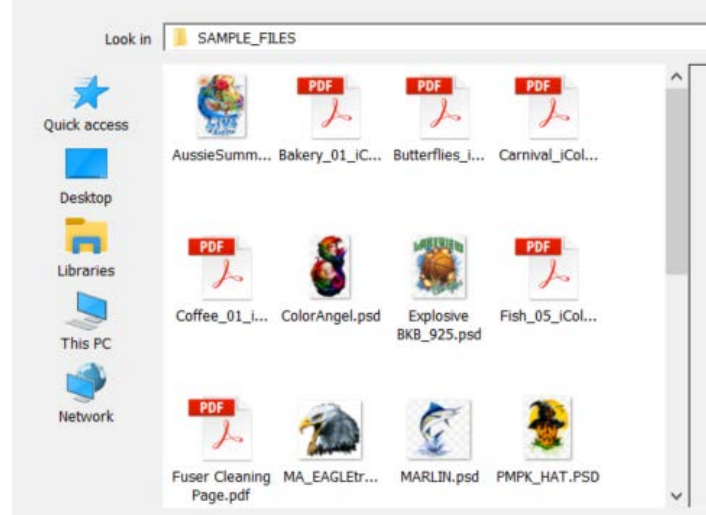 Look in
SAMPLE_FILES
Quick access
Desktop
Libraries
This PC
Network
PDF
PDF
PDF
AussieSumm...
Bakery_01_iC...
Butterflies_i...
Carnival_iCol...
PDF
PDF
Coffee_01_i...
ColorAngel.psd
Explosive
BKB_925.psd
Fish_05_iCol...
PDF
Fuser Cleaning
Page.pdf
MA_EAGLEtr...
MARLIN.psd
PMPK_HAT.PSD